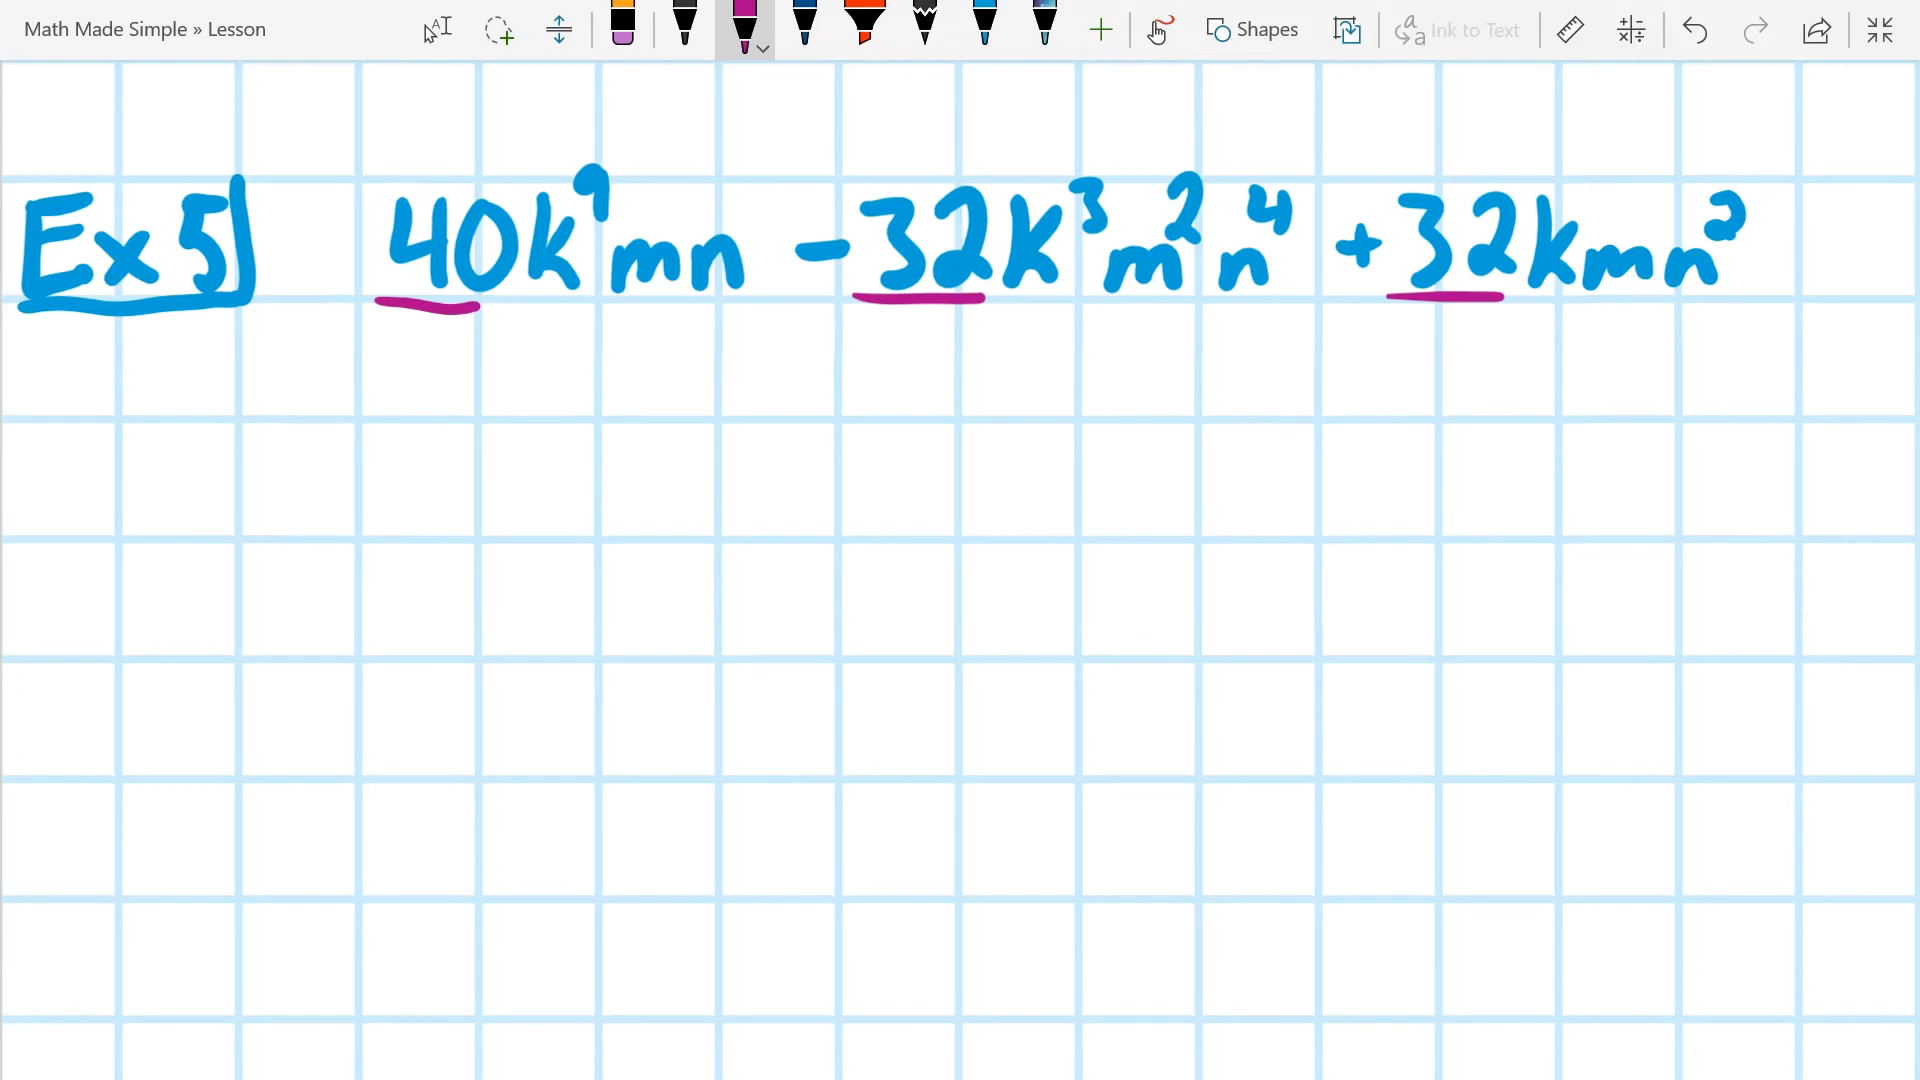 Math Made Simple » Lesson
Shapes
Ink to Text
Ex 5] 40k⁹mn - 32k³m²n⁴ + 32kmn²